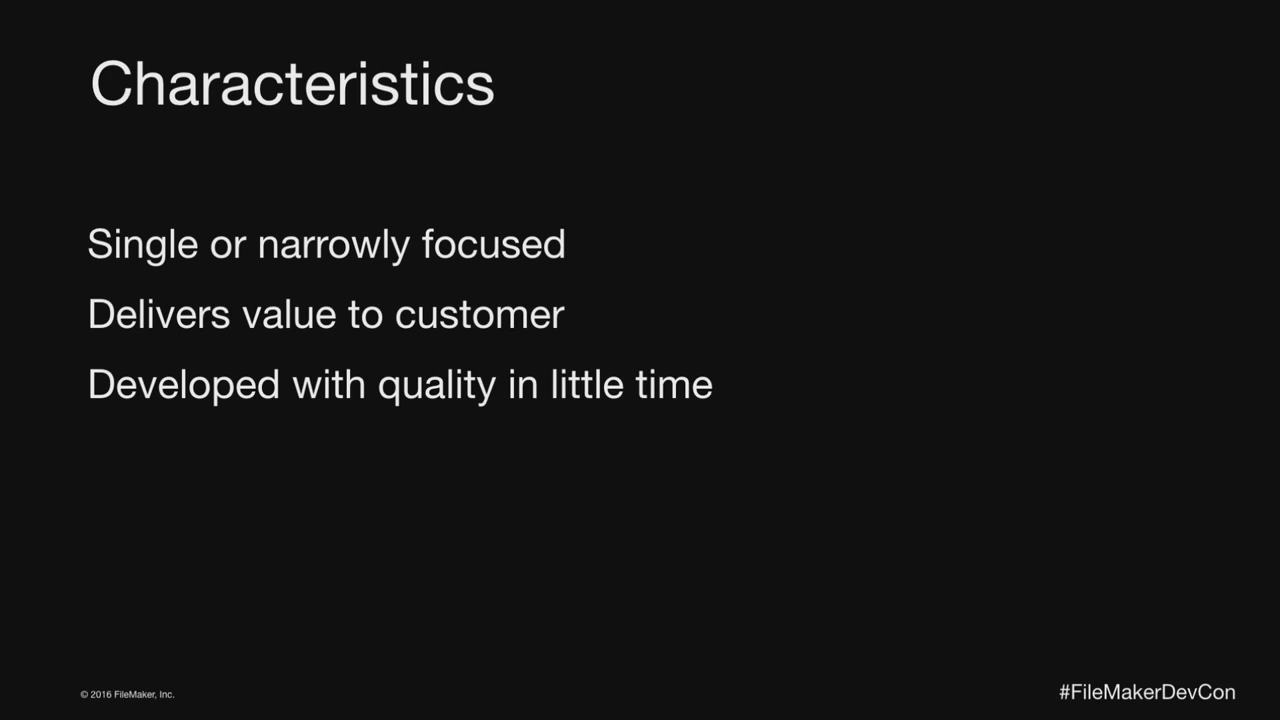 Characteristics
Single or narrowly focused
Delivers value to customer
Developed with quality in little time
© 2016 FileMaker, Inc.
#FileMakerDevCon